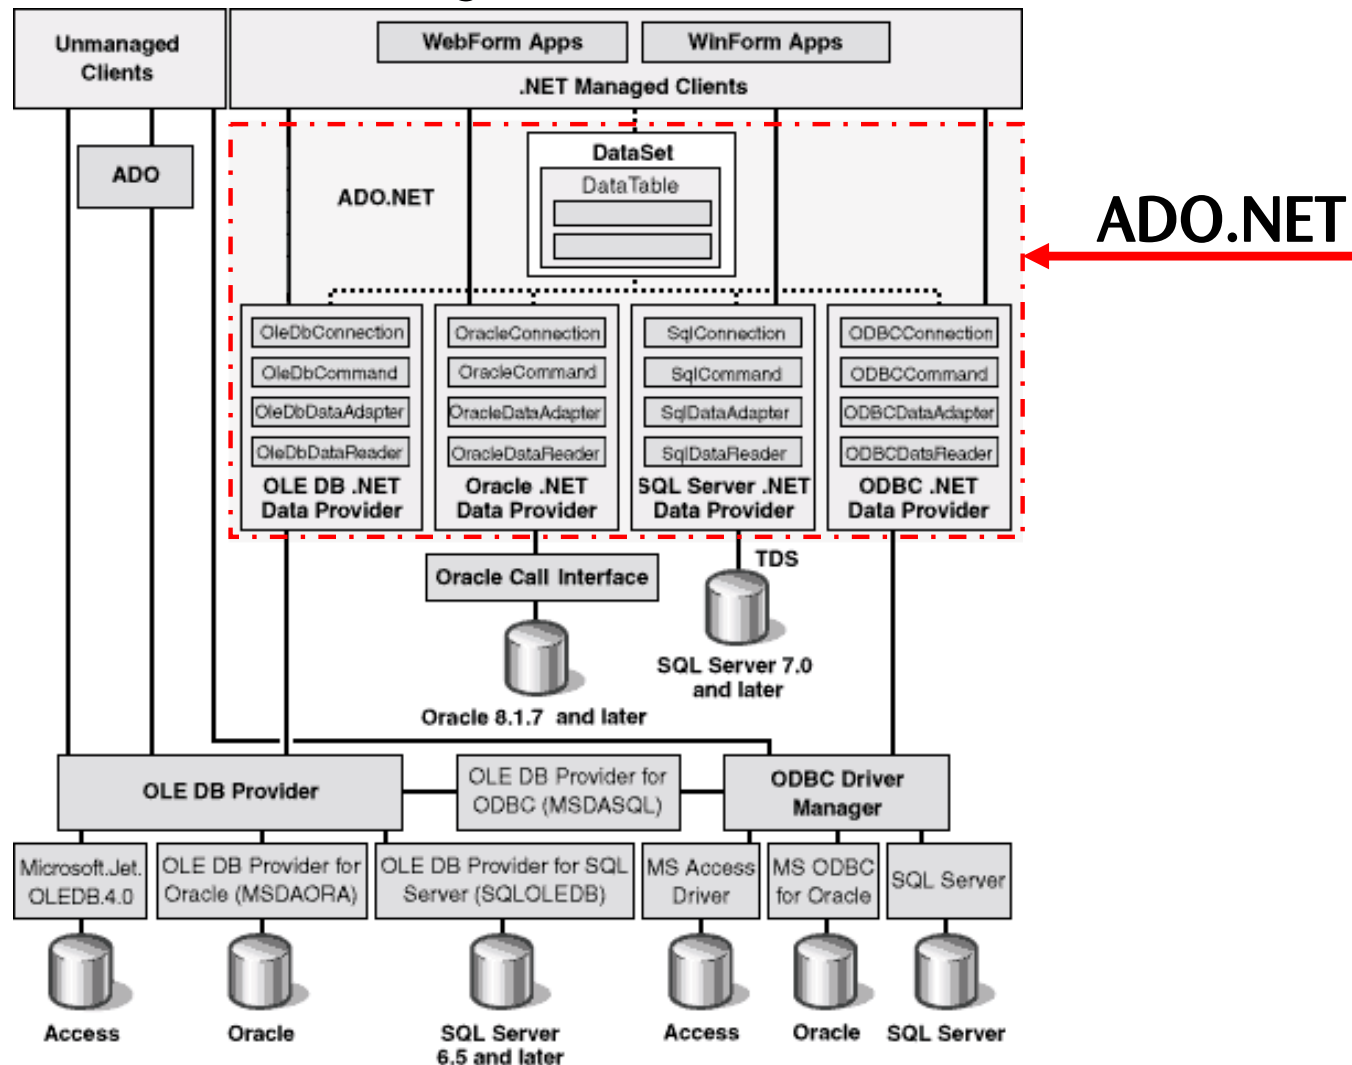 Unmanaged
Clients
WebForm Apps
WinForm Apps
.NET Managed Clients
ADO
ADO.NET
DataSet
DataTable
ADO.NET
OleDbConnection
OleDbCommand
OleDbDataAdapter
OleDbDataReader
OLE DB .NET
Data Provider
OracleConnection
OracleCommand
OracleDataAdapter
OracleDataReader
Oracle .NET
Data Provider
SqlConnection
SqlCommand
SqlDataAdapter
SqlDataReader
SQL Server .NET
Data Provider
ODBCConnection
ODBCCommand
ODBCDataAdapter
ODBCDataReader
ODBC .NET
Data Provider
Oracle Call Interface
TDS
SQL Server 7.0
and later
Oracle 8.1.7 and later
OLE DB Provider
OLE DB Provider for
ODBC (MSDASQL)
ODBC Driver
Manager
Microsoft.Jet.
OLEDB.4.0
OLE DB Provider for
Oracle (MSDAORA)
OLE DB Provider for SQL
Server (SQLOLEDB)
MS Access
Driver
MS ODBC
for Oracle
SQL Server
Access
Oracle
SQL Server
6.5 and later
Access
Oracle
SQL Server